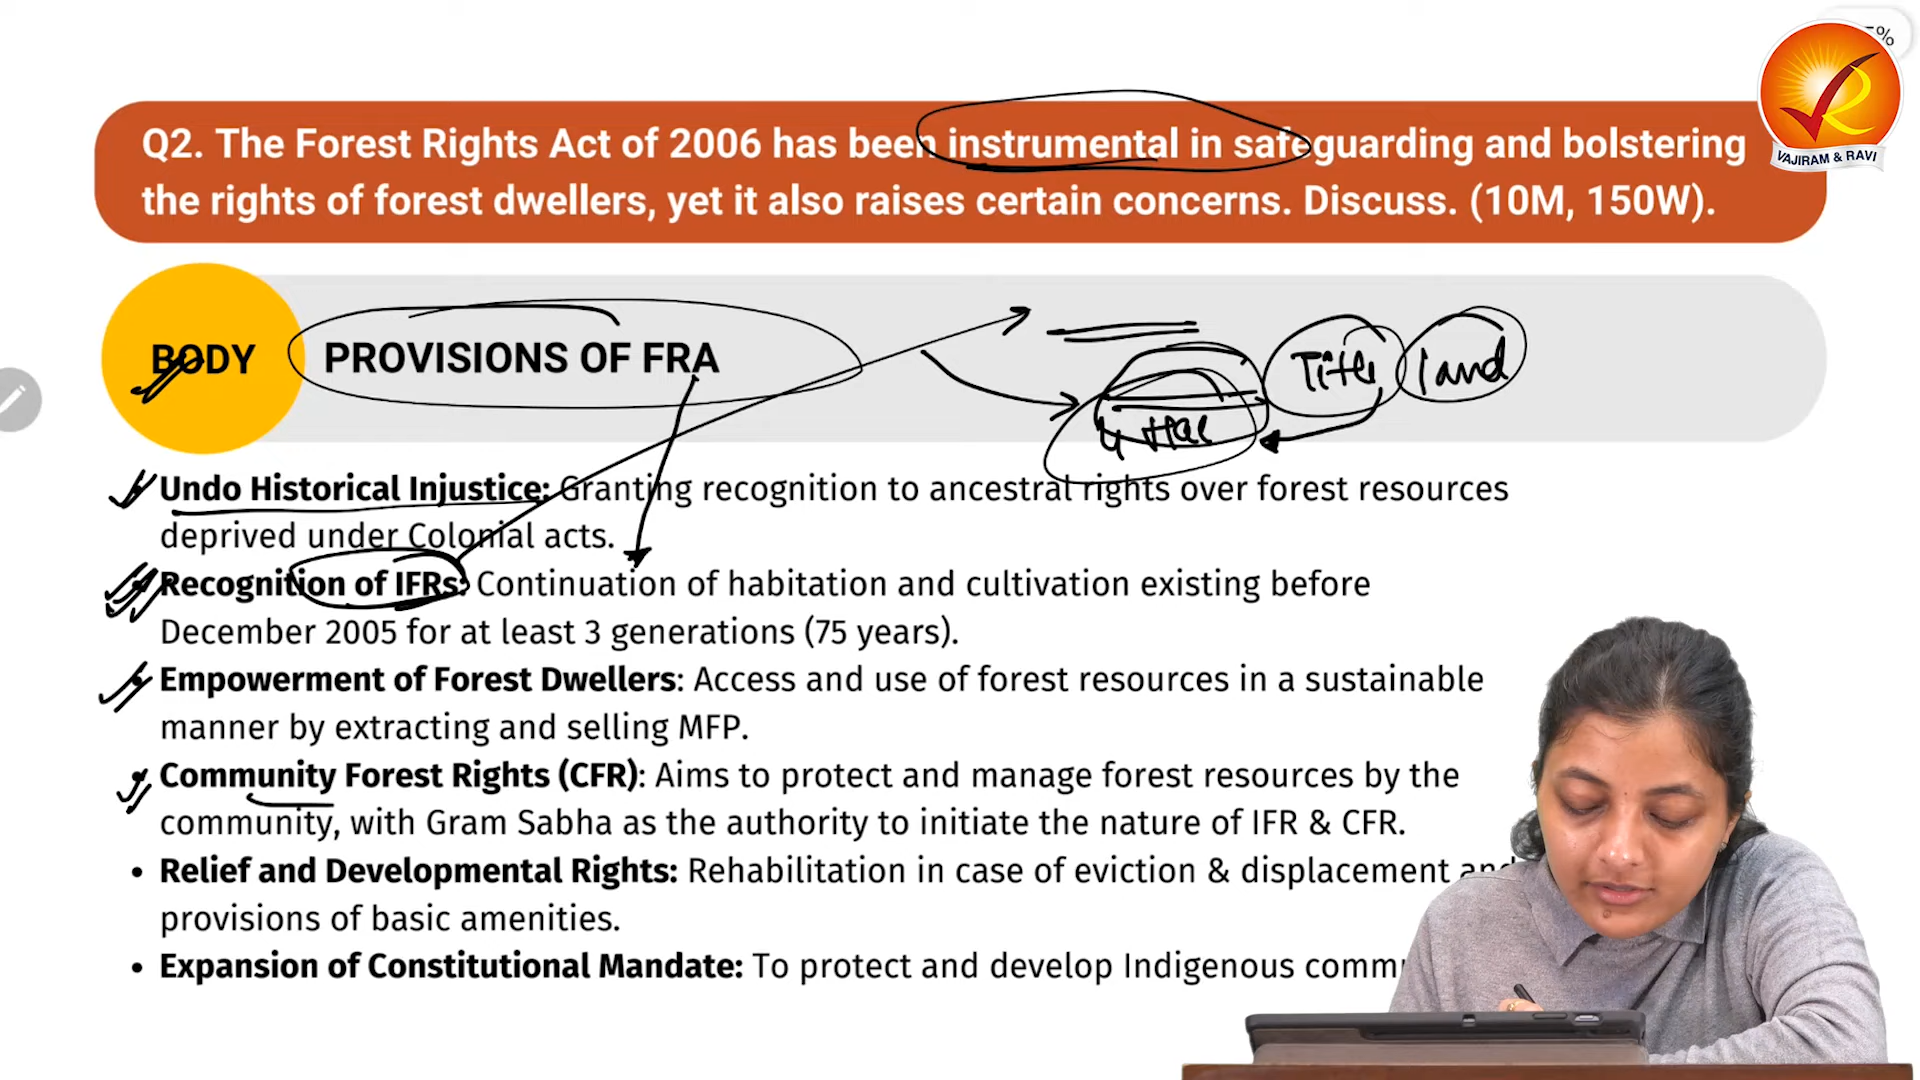 %
VAJIRAM & RAVI
Q2. The Forest Rights Act of 2006 has been instrumental in safeguarding and bolstering
the rights of forest dwellers, yet it also raises certain concerns. Discuss. (10M, 150W).
BODY
PROVISIONS OF FRA
Titles land
4 Hac
• Undo Historical Injustice: Granting recognition to ancestral rights over forest resources
deprived under Colonial acts.
• Recognition of IFRs: Continuation of habitation and cultivation existing before
December 2005 for at least 3 generations (75 years).
• Empowerment of Forest Dwellers: Access and use of forest resources in a sustainable
manner by extracting and selling MFP.
• Community Forest Rights (CFR): Aims to protect and manage forest resources by the
community, with Gram Sabha as the authority to initiate the nature of IFR & CFR.
• Relief and Developmental Rights: Rehabilitation in case of eviction & displacement and
provisions of basic amenities.
• Expansion of Constitutional Mandate: To protect and develop Indigenous comm